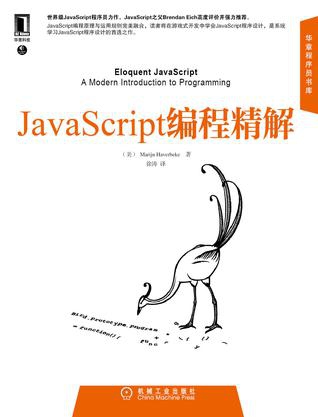 华章科技
世界级JavaScript程序员力作，JavaScript之父Brendan Eich高度评价并强力推荐。
JavaScript编程原理与运用规则完美融合，读者将在游戏式开发中学会JavaScript程序设计，是系统
学习JavaScript程序设计的首选之作。
华章程序员书库
Eloquent JavaScript
A Modern Introduction to Programming
JavaScript编程精解
（美）Marijn Haverbeke 著
徐涛 译
Bird.prototype.program
= function() {
机械工业出版社
China Machine Press